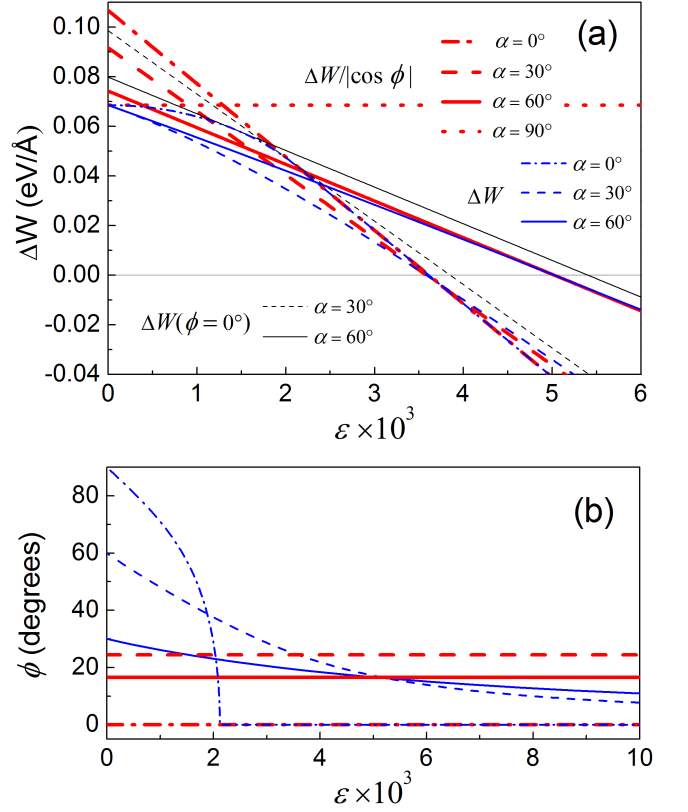 (a)
0.10
0.08
0.06
0.04
0.02
0.00
-0.02
-0.04
ΔW (eV/Å)
ΔW/|cos ϕ|
α = 0°
α = 30°
α = 60°
α = 90°
ΔW
α = 0°
α = 30°
α = 60°
ΔW(ϕ = 0°)
α = 30°
α = 60°
0 1 2 3 4 5 6
ε × 10³
(b)
80
60
40
20
0
ϕ (degrees)
0 2 4 6 8 10
ε × 10³